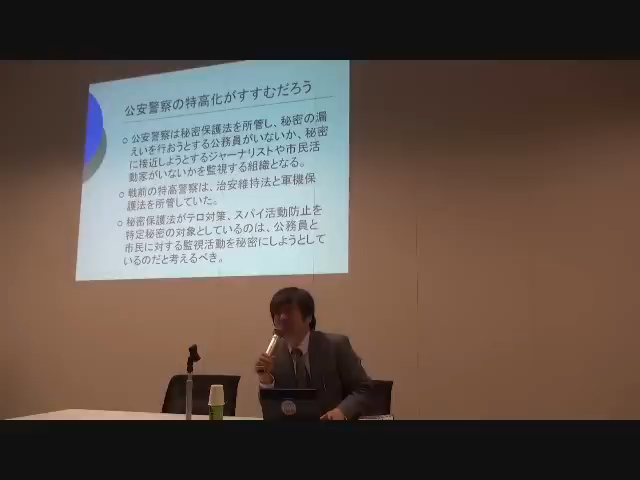 公安警察の特高化がすすむだろう
○ 公安警察は秘密保護法を所管し、秘密の漏
えいを行おうとする公務員がいないか、秘密
に接近しようとするジャーナリストや市民活
動家がいないかを監視する組織となる。
○ 戦前の特高警察は、治安維持法と軍機保
護法を所管していた。
○ 秘密保護法がテロ対策、スパイ活動防止を
特定秘密の対象としているのは、公務員と
市民に対する監視活動を秘密にしようとして
いるのだと考えるべき。